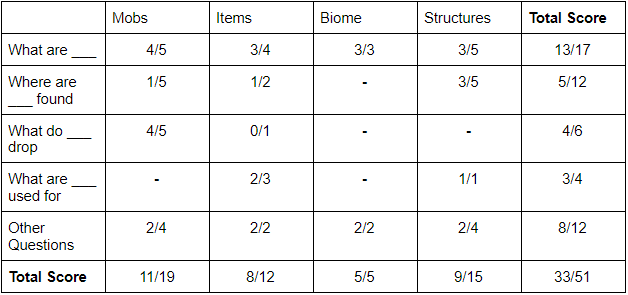 Mobs Items Biome Structures Total Score
What are ___ 4/5 3/4 3/3 3/5 13/17
Where are
___ found 1/5 1/2 - 3/5 5/12
What do ___
drop 4/5 0/1 - - 4/6
What are ___
used for - 2/3 - 1/1 3/4
Other
Questions 2/4 2/2 2/2 2/4 8/12
Total Score 11/19 8/12 5/5 9/15 33/51